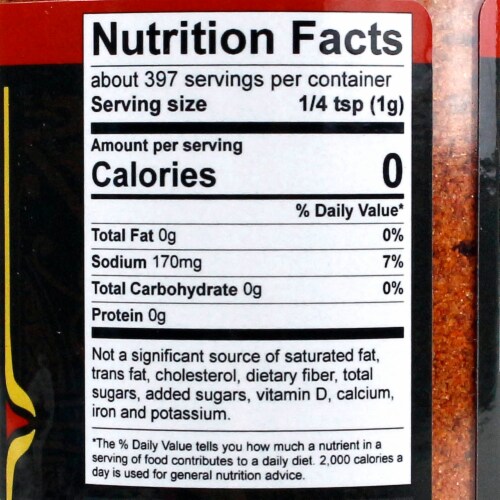 Nutrition Facts
about 397 servings per container
Serving size 1/4 tsp (1g)
Amount per serving
Calories 0
% Daily Value*
Total Fat 0g 0%
Sodium 170mg 7%
Total Carbohydrate 0g 0%
Protein 0g
Not a significant source of saturated fat,
trans fat, cholesterol, dietary fiber, total
sugars, added sugars, vitamin D, calcium,
iron and potassium.
*The % Daily Value tells you how much a nutrient in a
serving of food contributes to a daily diet. 2,000 calories a
day is used for general nutrition advice.